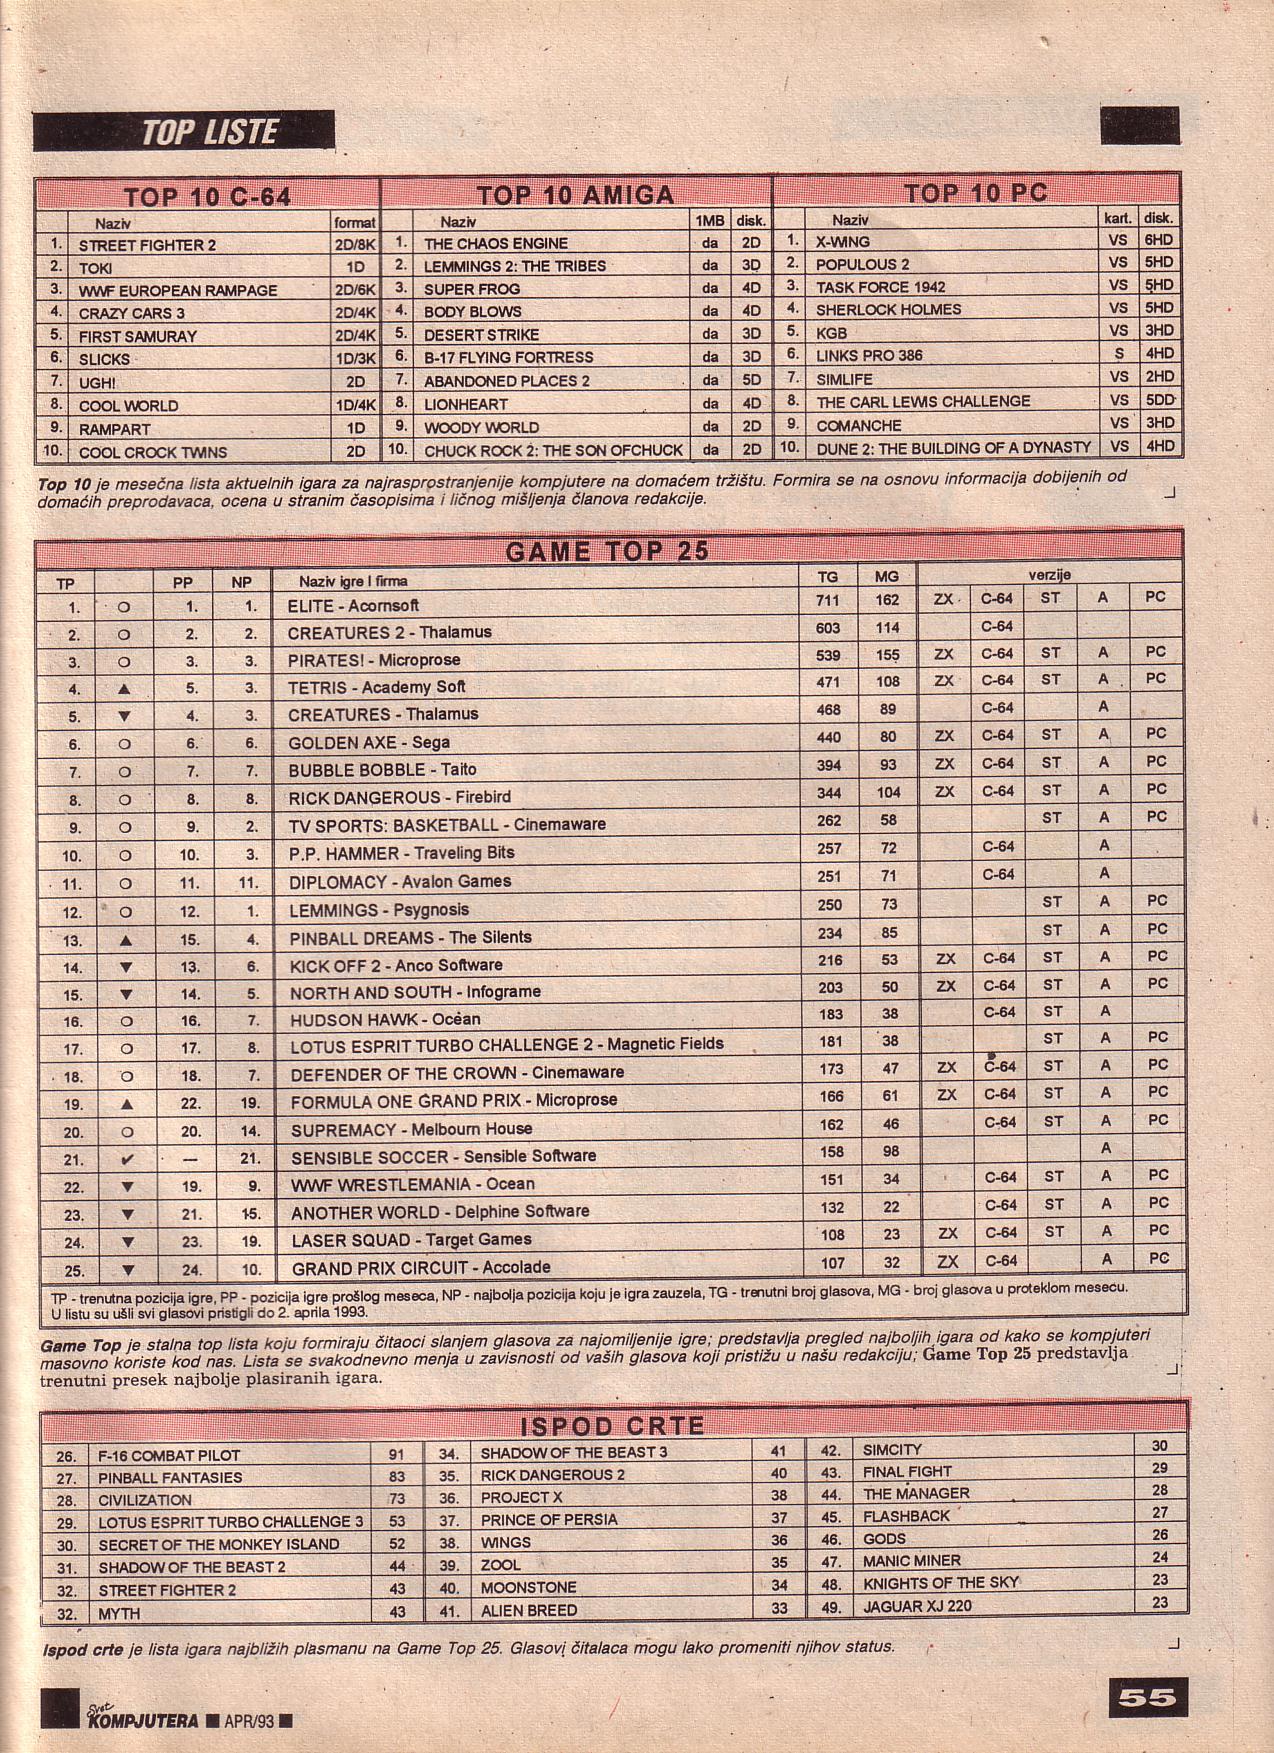 TOP LISTE
TOP 10 C-64
Naziv format
1. STREET FIGHTER 2 2D/8K
2. TOKI 1D
3. WWF EUROPEAN RAMPAGE 2D/6K
4. CRAZY CARS 3 2D/4K
5. FIRST SAMURAY 2D/4K
6. SLICKS 1D/3K
7. UGH! 2D
8. COOL WORLD 1D/4K
9. RAMPART 1D
10. COOL CROCK TWINS 2D
TOP 10 AMIGA
Naziv 1MB disk.
1. THE CHAOS ENGINE da 2D
2. LEMMINGS 2: THE TRIBES da 3D
3. SUPER FROG da 4D
4. BODY BLOWS da 4D
5. DESERT STRIKE da 3D
6. B-17 FLYING FORTRESS da 3D
7. ABANDONED PLACES 2 da 5D
8. LIONHEART da 4D
9. WOODY WORLD da 2D
10. CHUCK ROCK 2: THE SON OFCHUCK da 2D
TOP 10 PC
Naziv kart. disk.
1. X-WING VS 6HD
2. POPULOUS 2 VS 5HD
3. TASK FORCE 1942 VS 5HD
4. SHERLOCK HOLMES VS 5HD
5. KGB VS 3HD
6. LINKS PRO 386 S 4HD
7. SIMLIFE VS 2HD
8. THE CARL LEWIS CHALLENGE VS 5DD
9. COMANCHE VS 3HD
10. DUNE 2: THE BUILDING OF A DYNASTY VS 4HD
Top 10 je mesečna lista aktuelnih igara za najrasprostranjenije kompjutere na domaćem tržištu. Formira se na osnovu informacija dobijenih od
domaćih preprodavaca, ocena u stranim časopisima i ličnog mišljenja članova redakcije.
GAME TOP 25
TP PP NP Naziv igre I firma TG MG verzije
1. O 1. 1. ELITE - Acornsoft 711 162 ZX C-64 ST A PC
2. O 2. 2. CREATURES 2 - Thalamus 603 114 C-64
3. O 3. 3. PIRATES! - Microprose 539 155 ZX C-64 ST A PC
4. ▲ 5. 3. TETRIS - Academy Soft 471 108 ZX C-64 ST A PC
5. ▼ 4. 3. CREATURES - Thalamus 468 89 C-64 A
6. O 6. 6. GOLDEN AXE - Sega 440 80 ZX C-64 ST A PC
7. O 7. 7. BUBBLE BOBBLE - Taito 394 93 ZX C-64 ST A PC
8. O 8. 8. RICK DANGEROUS - Firebird 344 104 ZX C-64 ST A PC
9. O 9. 2. TV SPORTS: BASKETBALL - Cinemaware 262 58 ST A PC
10. O 10. 3. P.P. HAMMER - Traveling Bits 257 72 C-64 A
11. O 11. 11. DIPLOMACY - Avalon Games 251 71 C-64 A
12. O 12. 1. LEMMINGS - Psygnosis 250 73 ST A PC
13. ▲ 15. 4. PINBALL DREAMS - The Silents 234 85 ST A PC
14. ▼ 13. 6. KICK OFF 2 - Anco Software 216 53 ZX C-64 ST A PC
15. ▼ 14. 5. NORTH AND SOUTH - Infograme 203 50 ZX C-64 ST A PC
16. O 16. 7. HUDSON HAWK - Ocean 183 38 C-64 ST A
17. O 17. 8. LOTUS ESPRIT TURBO CHALLENGE 2 - Magnetic Fields 181 38 ST A PC
18. O 18. 7. DEFENDER OF THE CROWN - Cinemaware 173 47 ZX C-64 ST A PC
19. ▲ 22. 19. FORMULA ONE GRAND PRIX - Microprose 166 61 ZX C-64 ST A PC
20. O 20. 14. SUPREMACY - Melbourn House 162 46 C-64 ST A PC
21. ✔ — 21. SENSIBLE SOCCER - Sensible Software 158 98 A
22. ▼ 19. 9. WWF WRESTLEMANIA - Ocean 151 34 C-64 ST A PC
23. ▼ 21. 15. ANOTHER WORLD - Delphine Software 132 22 C-64 ST A PC
24. ▼ 23. 19. LASER SQUAD - Target Games 108 23 ZX C-64 ST A PC
25. ▼ 24. 10. GRAND PRIX CIRCUIT - Accolade 107 32 ZX C-64 A PC
TP - trenutna pozicija igre, PP - pozicija igre prošlog meseca, NP - najbolja pozicija koju je igra zauzela, TG - trenutni broj glasova, MG - broj glasova u proteklom mesecu.
U listu su ušli svi glasovi pristigli do 2. aprila 1993.
Game Top je stalna top lista koju formiraju čitaoci slanjem glasova za najomiljenije igre; predstavlja pregled najboljih igara od kako se kompjuteri
masovno koriste kod nas. Lista se svakodnevno menja u zavisnosti od vaših glasova koji pristižu u našu redakciju; Game Top 25 predstavlja
trenutni presek najbolje plasiranih igara.
ISPOD CRTE
26. F-16 COMBAT PILOT 91
27. PINBALL FANTASIES 83
28. CIVILIZATION 73
29. LOTUS ESPRIT TURBO CHALLENGE 3 53
30. SECRET OF THE MONKEY ISLAND 52
31. SHADOW OF THE BEAST 2 44
32. STREET FIGHTER 2 43
32. MYTH 43
34. SHADOW OF THE BEAST 3 41
35. RICK DANGEROUS 2 40
36. PROJECT X 38
37. PRINCE OF PERSIA 37
38. WINGS 36
39. ZOOL 35
40. MOONSTONE 34
41. ALIEN BREED 33
42. SIMCITY 30
43. FINAL FIGHT 29
44. THE MANAGER 28
45. FLASHBACK 27
46. GODS 26
47. MANIC MINER 24
48. KNIGHTS OF THE SKY 23
49. JAGUAR XJ 220 23
Ispod crte je lista igara najbližih plasmanu na Game Top 25. Glasovi čitalaca mogu lako promeniti njihov status.
Svet KOMPJUTERA ■ APR/93 ■
55